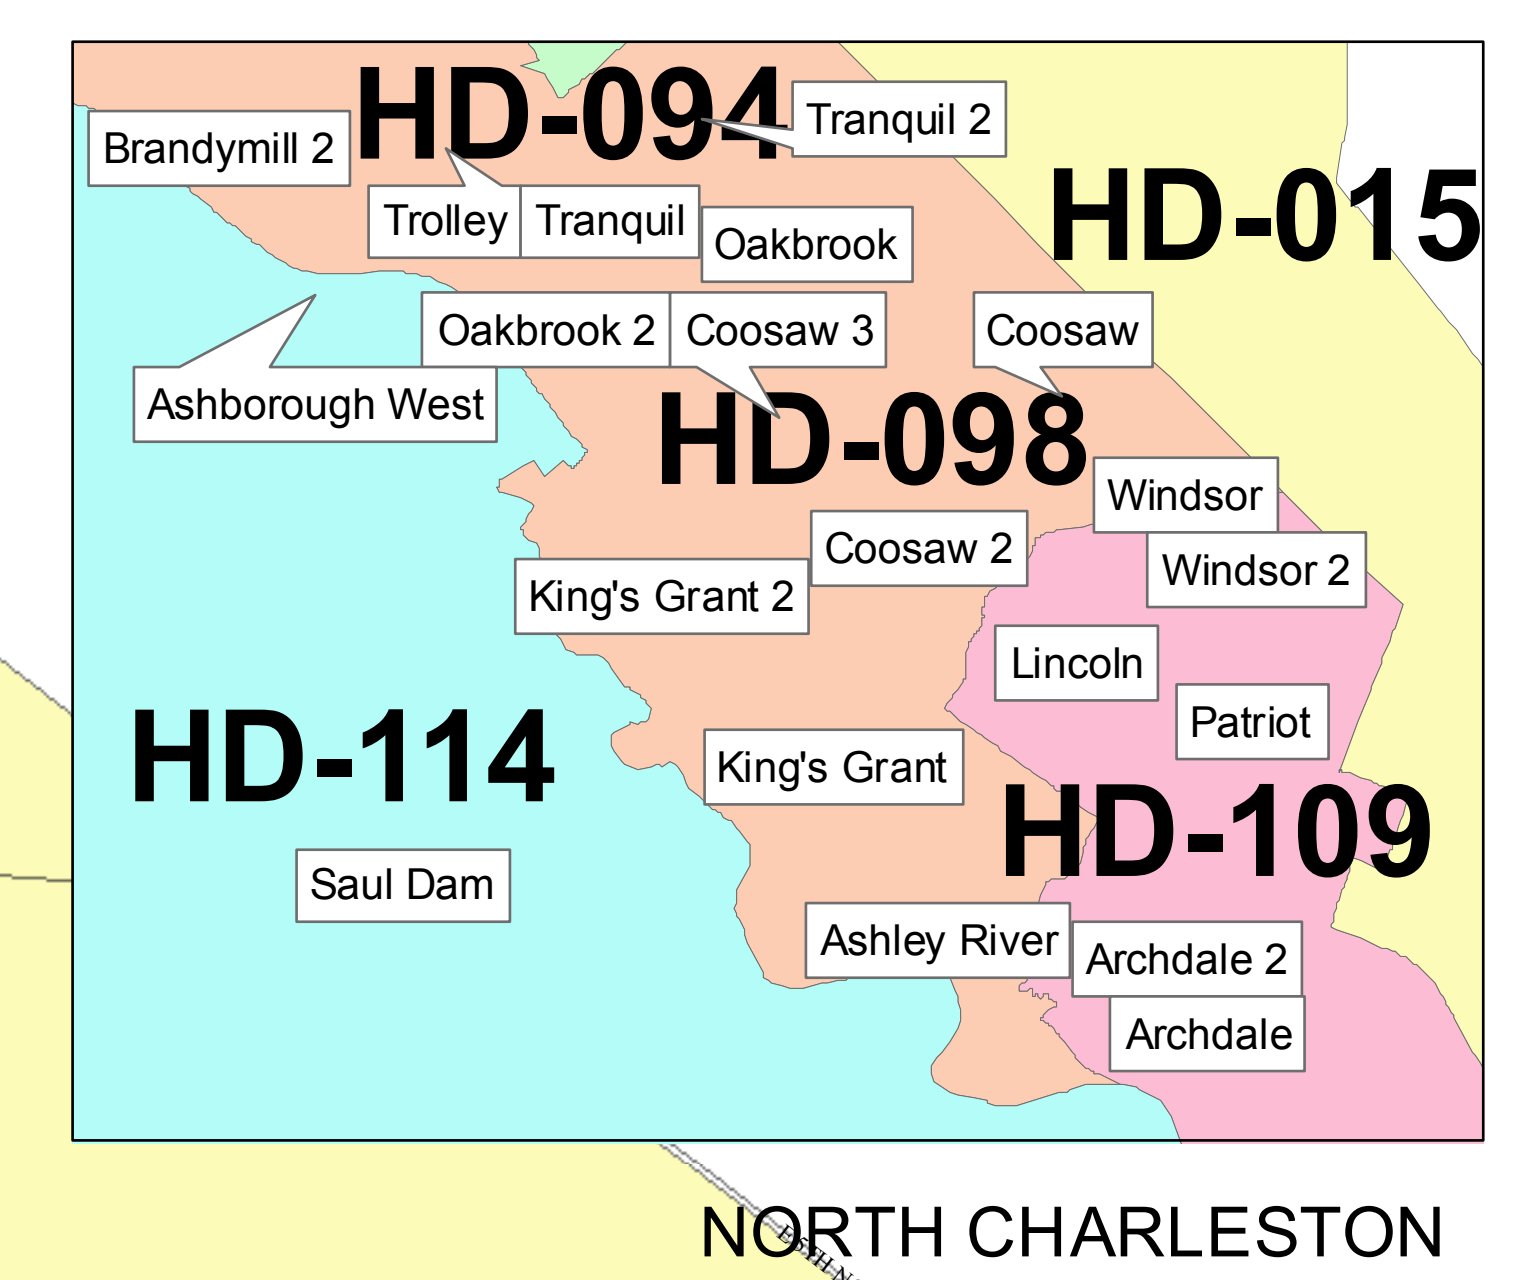 HD-094
Tranquil 2
Brandymill 2
HD-015
Trolley
Tranquil
Oakbrook
Oakbrook 2
Coosaw 3
Coosaw
Ashborough West
HD-098
Windsor
Coosaw 2
Windsor 2
King's Grant 2
Lincoln
Patriot
HD-114
King's Grant
HD-109
Saul Dam
Ashley River
Archdale 2
Archdale
NORTH CHARLESTON